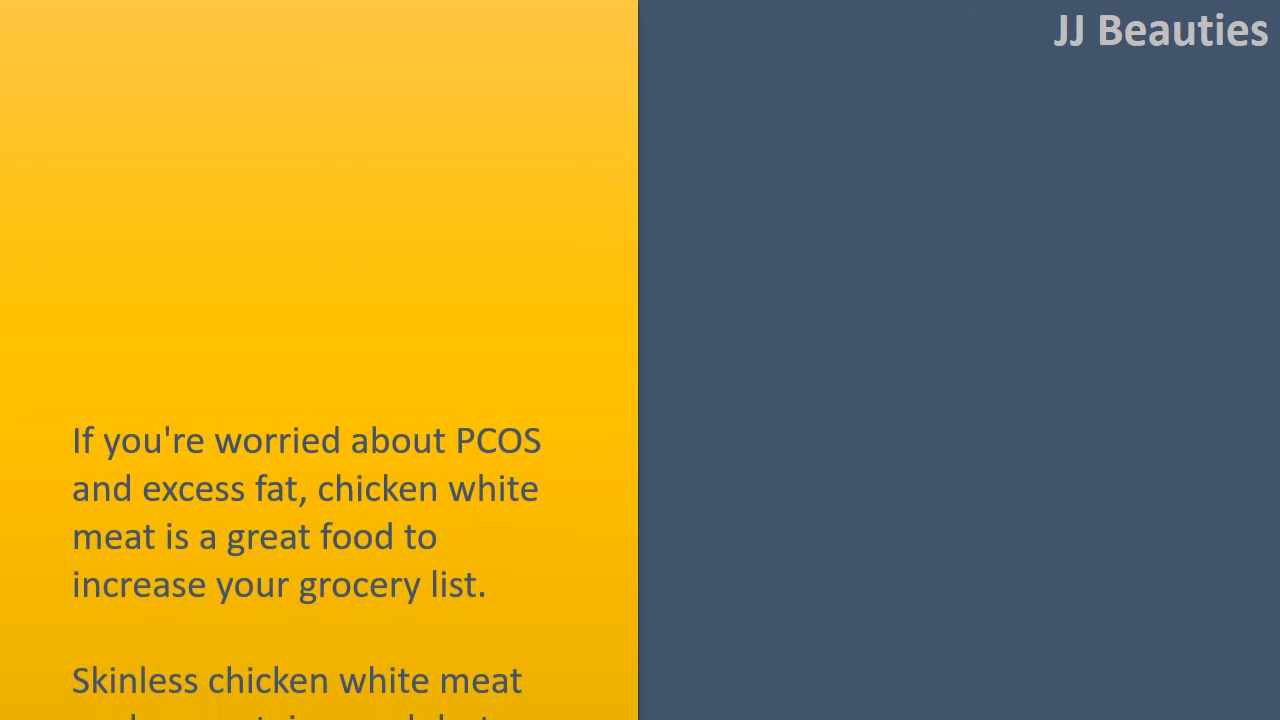 JJ Beauties
If you're worried about PCOS
and excess fat, chicken white
meat is a great food to
increase your grocery list.
Skinless chicken white meat